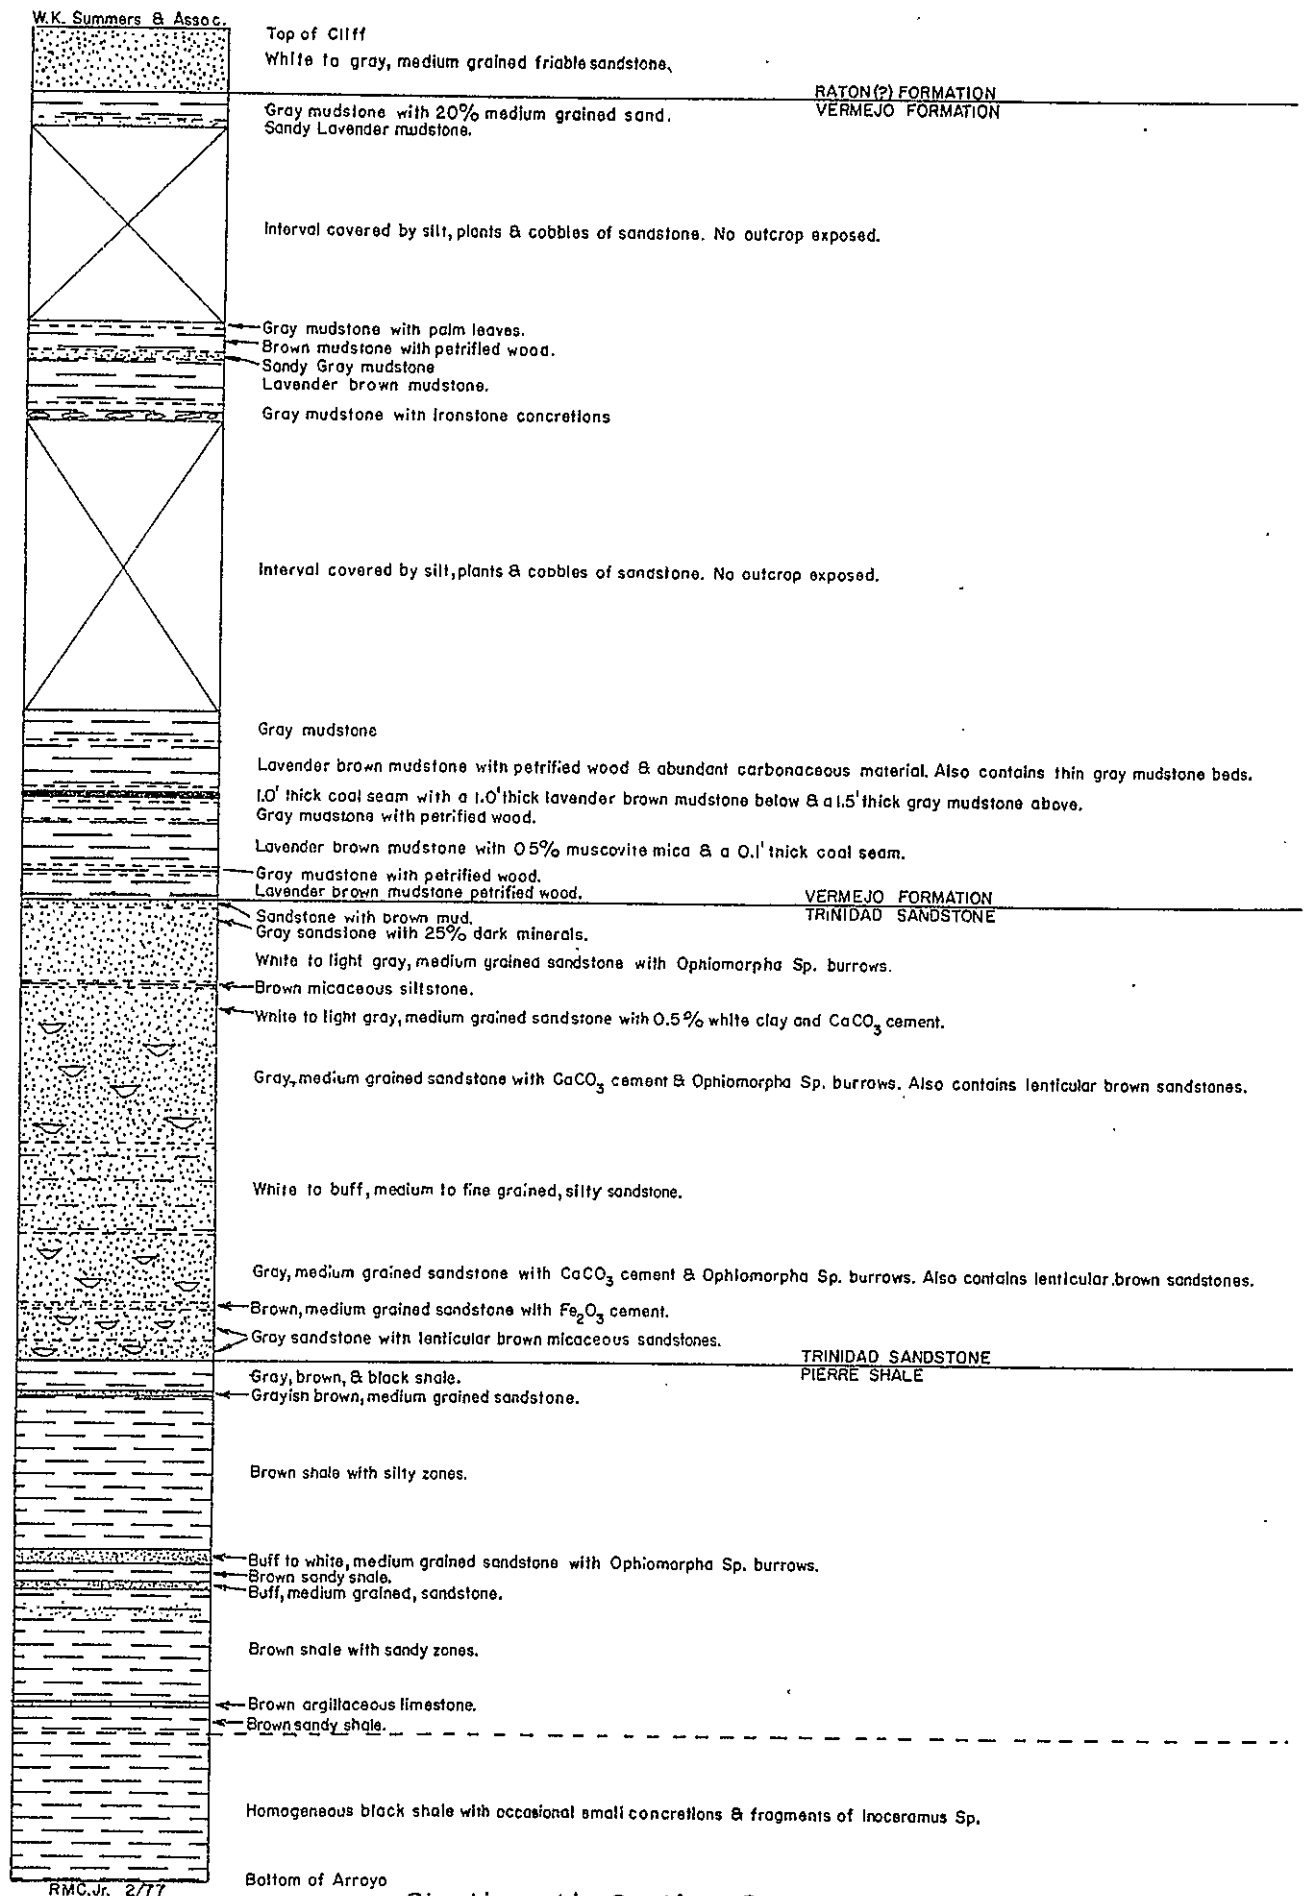 W.K. Summers & Assoc.
Top of Cliff
White to gray, medium grained friable sandstone.
RATON(?) FORMATION
VERMEJO FORMATION
Gray mudstone with 20% medium grained sand.
Sandy Lavender mudstone.
Interval covered by silt, plants & cobbles of sandstone. No outcrop exposed.
Gray mudstone with palm leaves.
Brown mudstone with petrified wood.
Sandy Gray mudstone
Lavender brown mudstone.
Gray mudstone with Ironstone concretions
Interval covered by silt, plants & cobbles of sandstone. No outcrop exposed.
Gray mudstone
Lavender brown mudstone with petrified wood & abundant carbonaceous material. Also contains thin gray mudstone beds.
1.0' thick coal seam with a 1.0' thick lavender brown mudstone below & a 1.5' thick gray mudstone above.
Gray mudstone with petrified wood.
Lavender brown mudstone with 05% muscovite mica & a 0.1' thick coal seam.
Gray mudstone with petrified wood.
Lavender brown mudstone petrified wood.
VERMEJO FORMATION
TRINIDAD SANDSTONE
Sandstone with brown mud.
Gray sandstone with 25% dark minerals.
White to light gray, medium grained sandstone with Ophiomorpha Sp. burrows.
Brown micaceous siltstone.
White to light gray, medium grained sandstone with 0.5% white clay and CaCO3 cement.
Gray, medium grained sandstone with CaCO3 cement & Ophiomorpha Sp. burrows. Also contains lenticular brown sandstones.
White to buff, medium to fine grained, silty sandstone.
Gray, medium grained sandstone with CaCO3 cement & Ophiomorpha Sp. burrows. Also contains lenticular brown sandstones.
Brown, medium grained sandstone with Fe2O3 cement.
Gray sandstone with lenticular brown micaceous sandstones.
TRINIDAD SANDSTONE
PIERRE SHALE
Gray, brown, & black shale.
Grayish brown, medium grained sandstone.
Brown shale with silty zones.
Buff to white, medium grained sandstone with Ophiomorpha Sp. burrows.
Brown sandy shale.
Buff, medium grained, sandstone.
Brown shale with sandy zones.
Brown argillaceous limestone.
Brown sandy shale.
Homogeneous black shale with occasional small concretions & fragments of Inoceramus Sp.
Bottom of Arroyo
RMC.Jr. 2/77